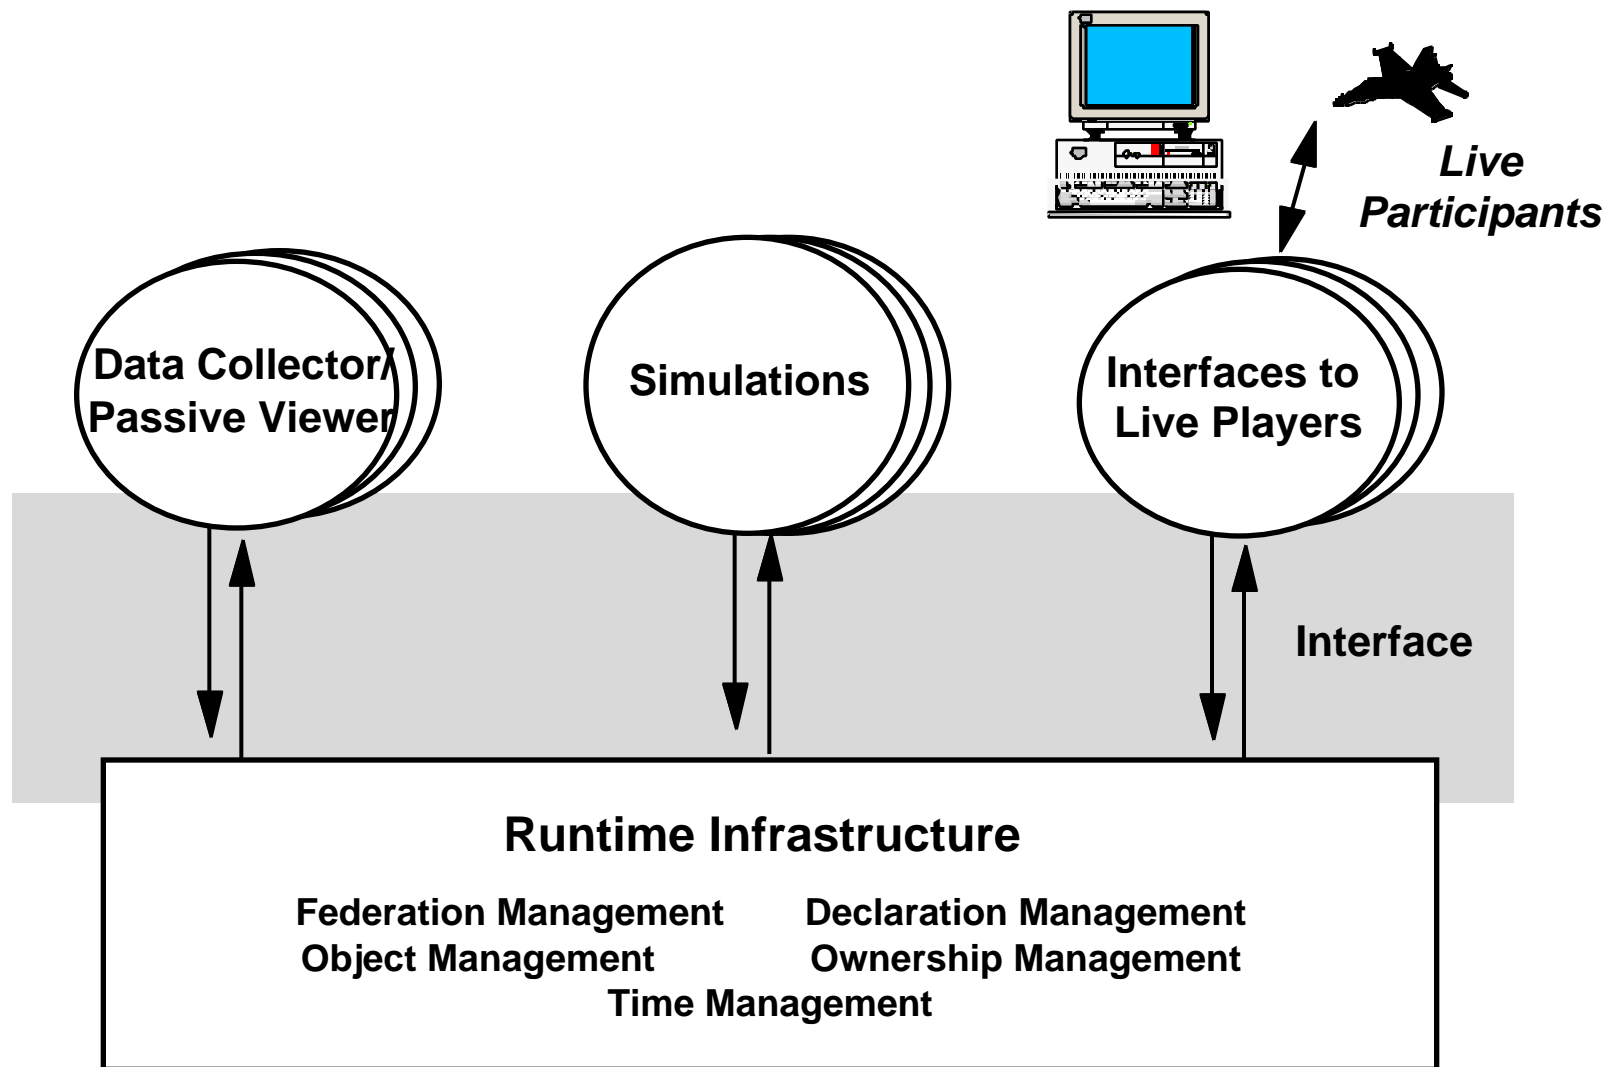 Live
Participants
Data Collector/
Passive Viewer
Simulations
Interfaces to
Live Players
Interface
Runtime Infrastructure
Federation Management Declaration Management
Object Management Ownership Management
Time Management